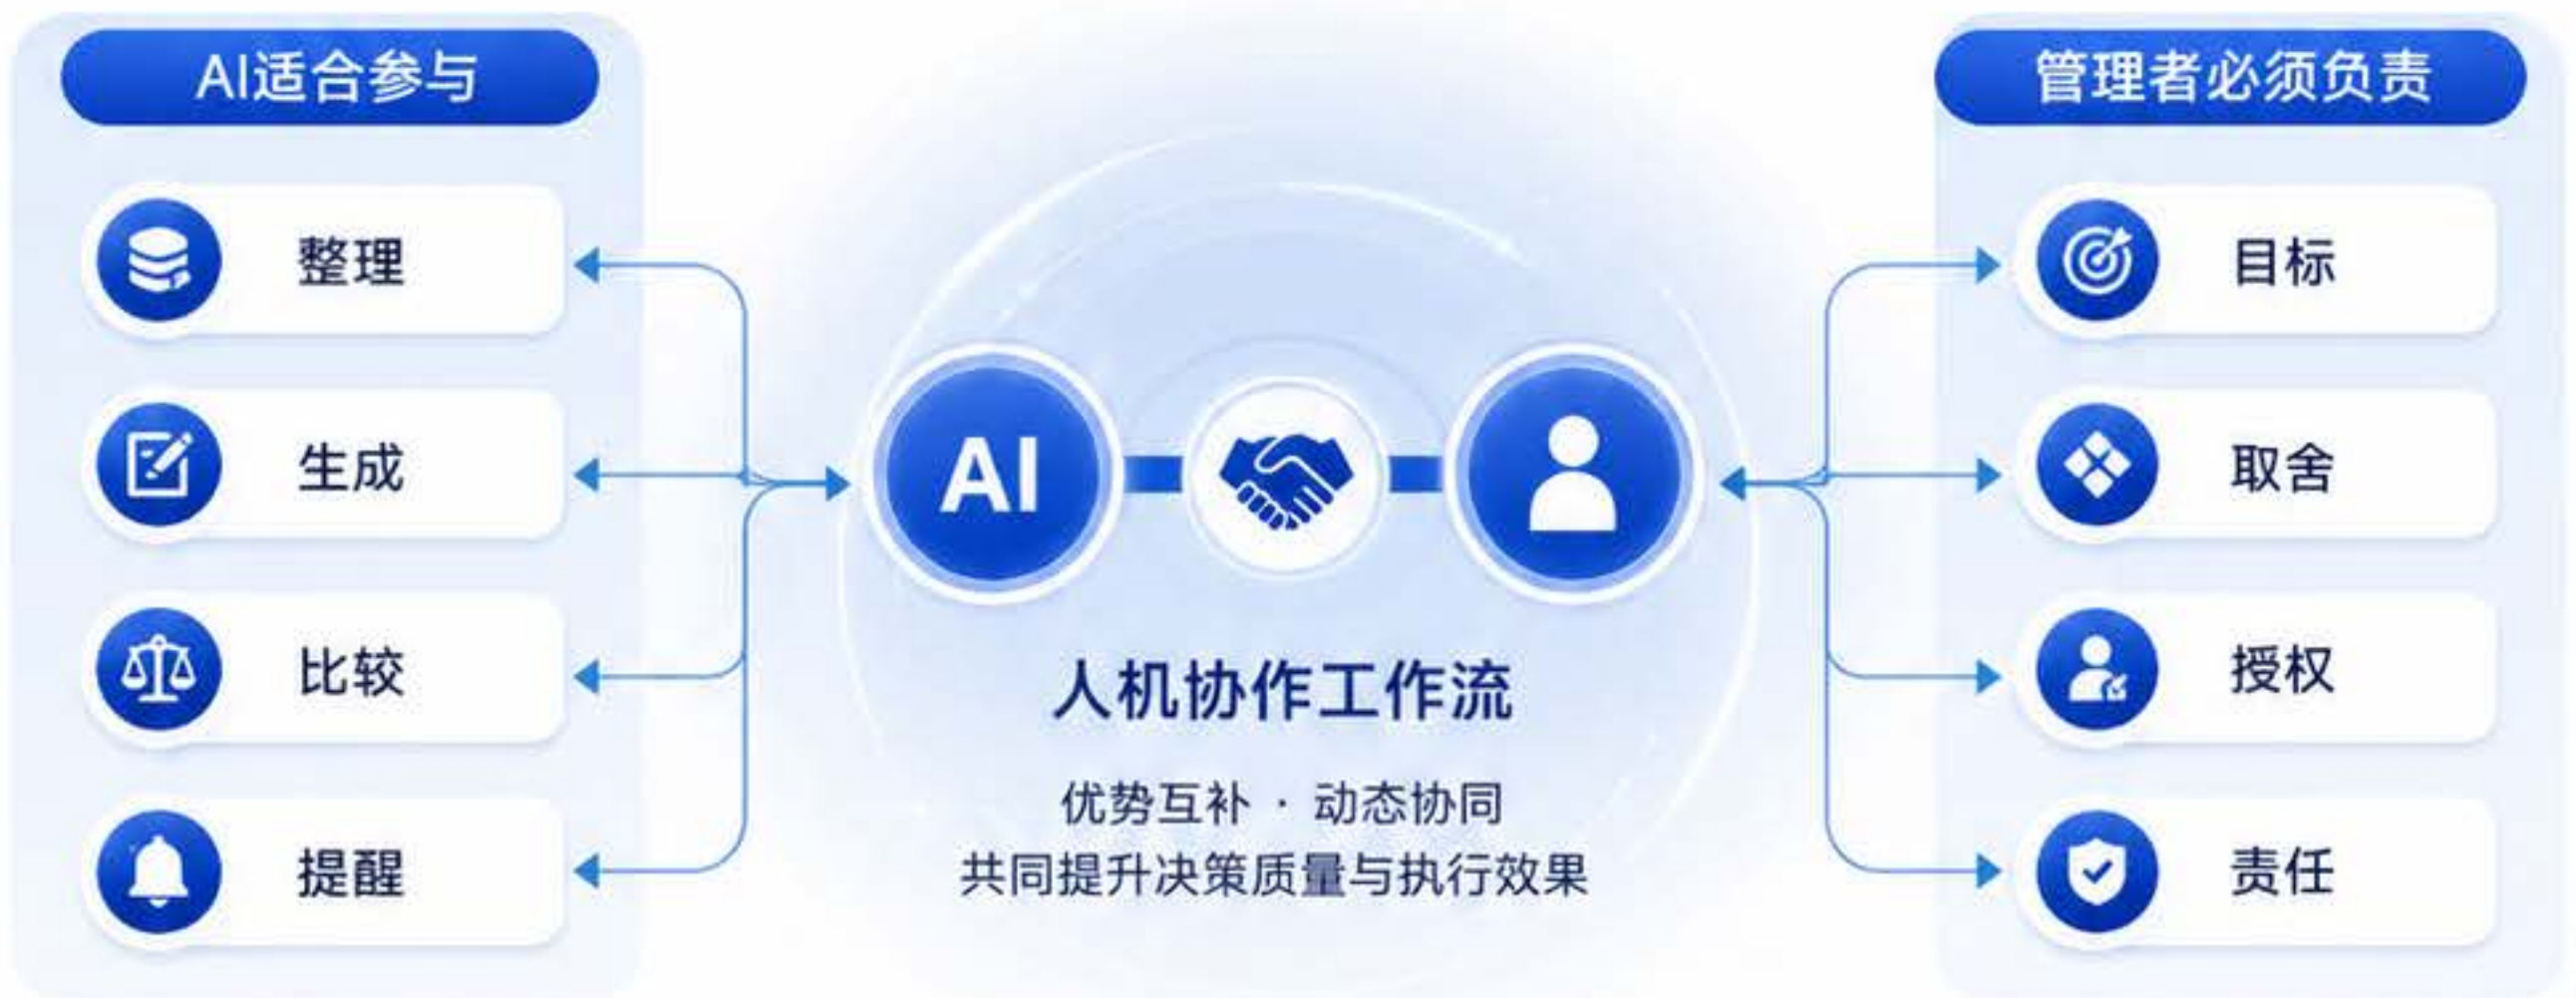 AI适合参与
整理
生成
比较
提醒
AI
人机协作工作流
优势互补 · 动态协同
共同提升决策质量与执行效果
管理者必须负责
目标
取舍
授权
责任